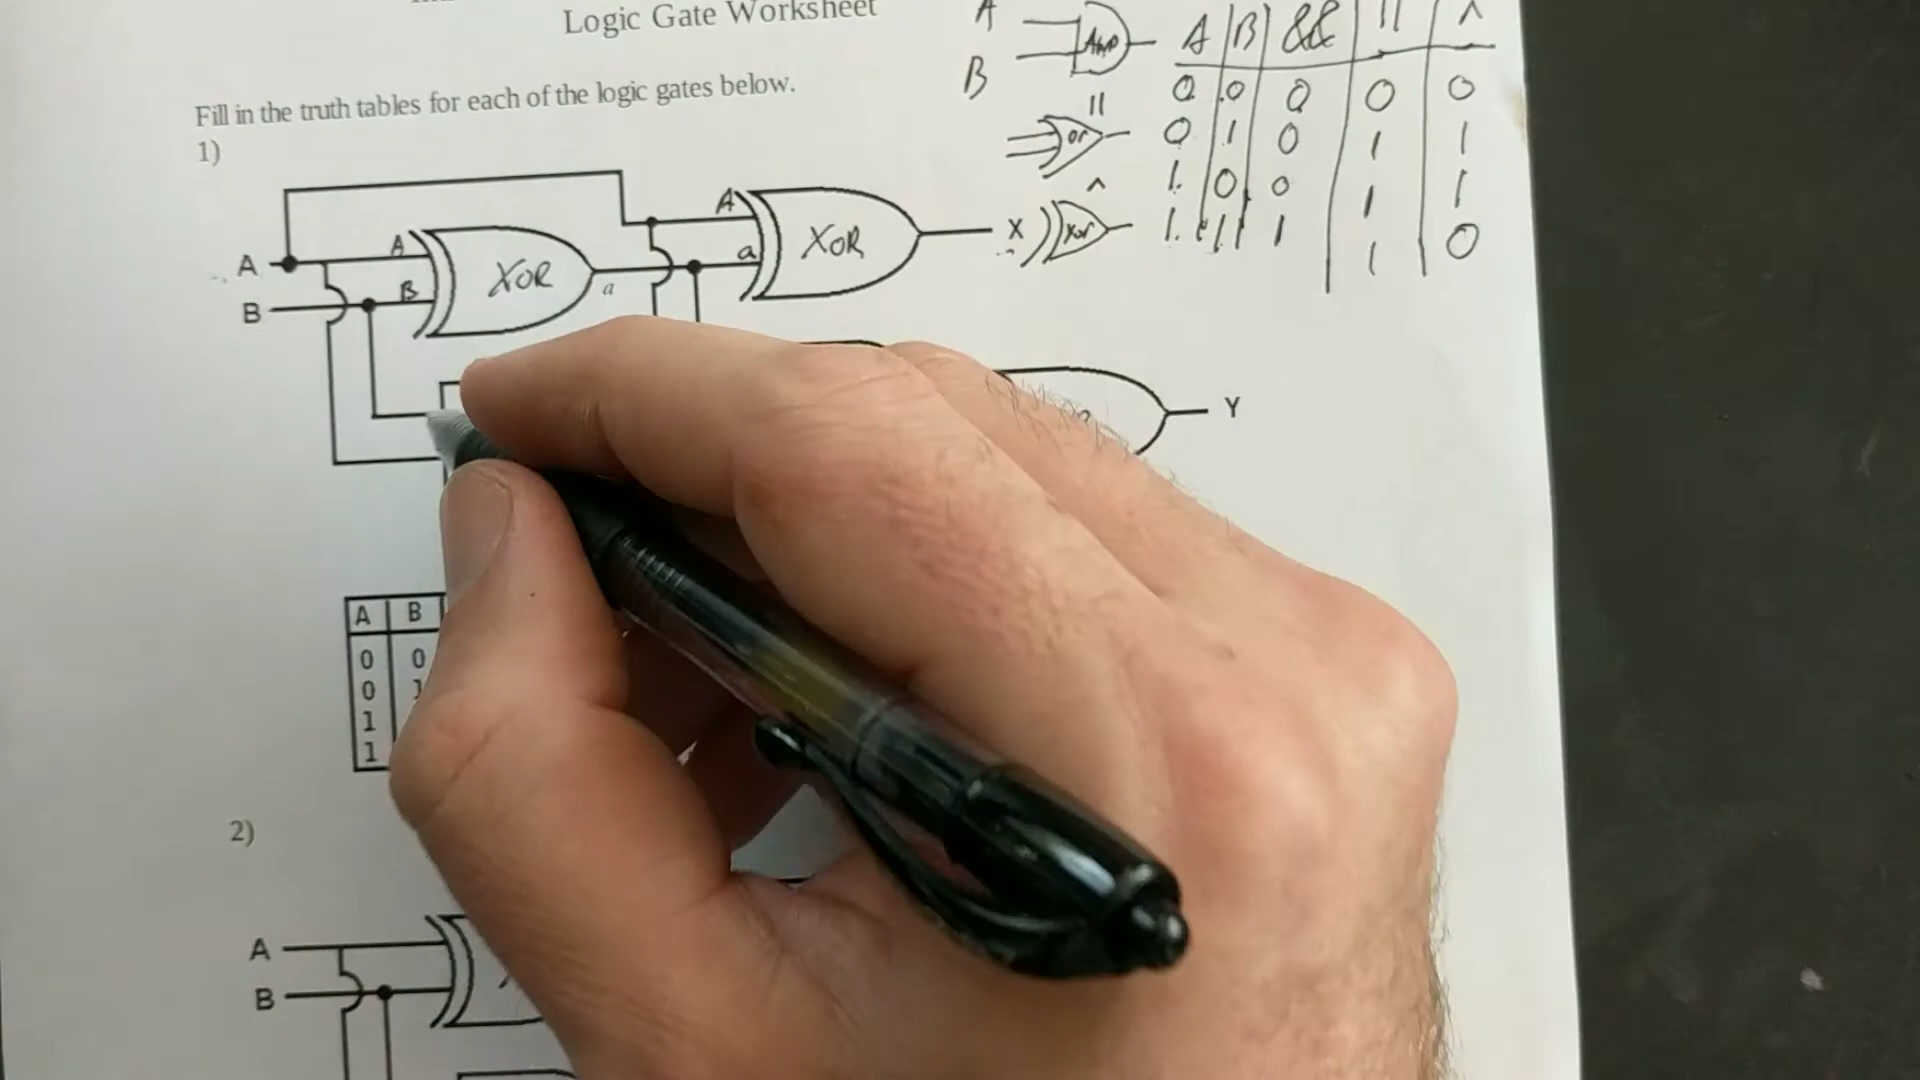 Logic Gate Worksheet
Fill in the truth tables for each of the logic gates below.
1)
A
B
A
B
XOR
a
A
a
XOR
X
Y
A
B
And
||
or
^
Xor
A B && || ^
0 0 0 0 0
0 1 0 1 1
1 0 0 1 1
1 1 1 1 0
A B
0 0
0 1
1
1
2)
A
B